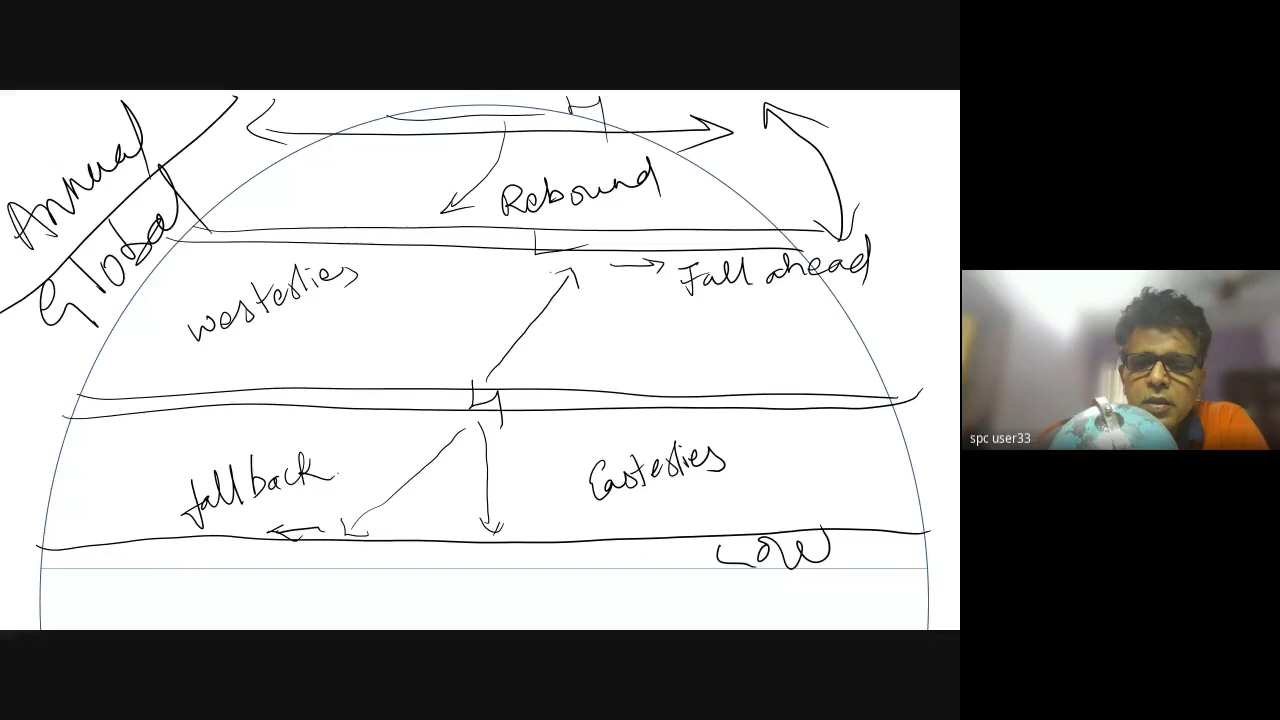 H
Annual
Global
Rebound
L
Fall ahead
westerlies
H
fall back
Easterlies
LOW
spc user33